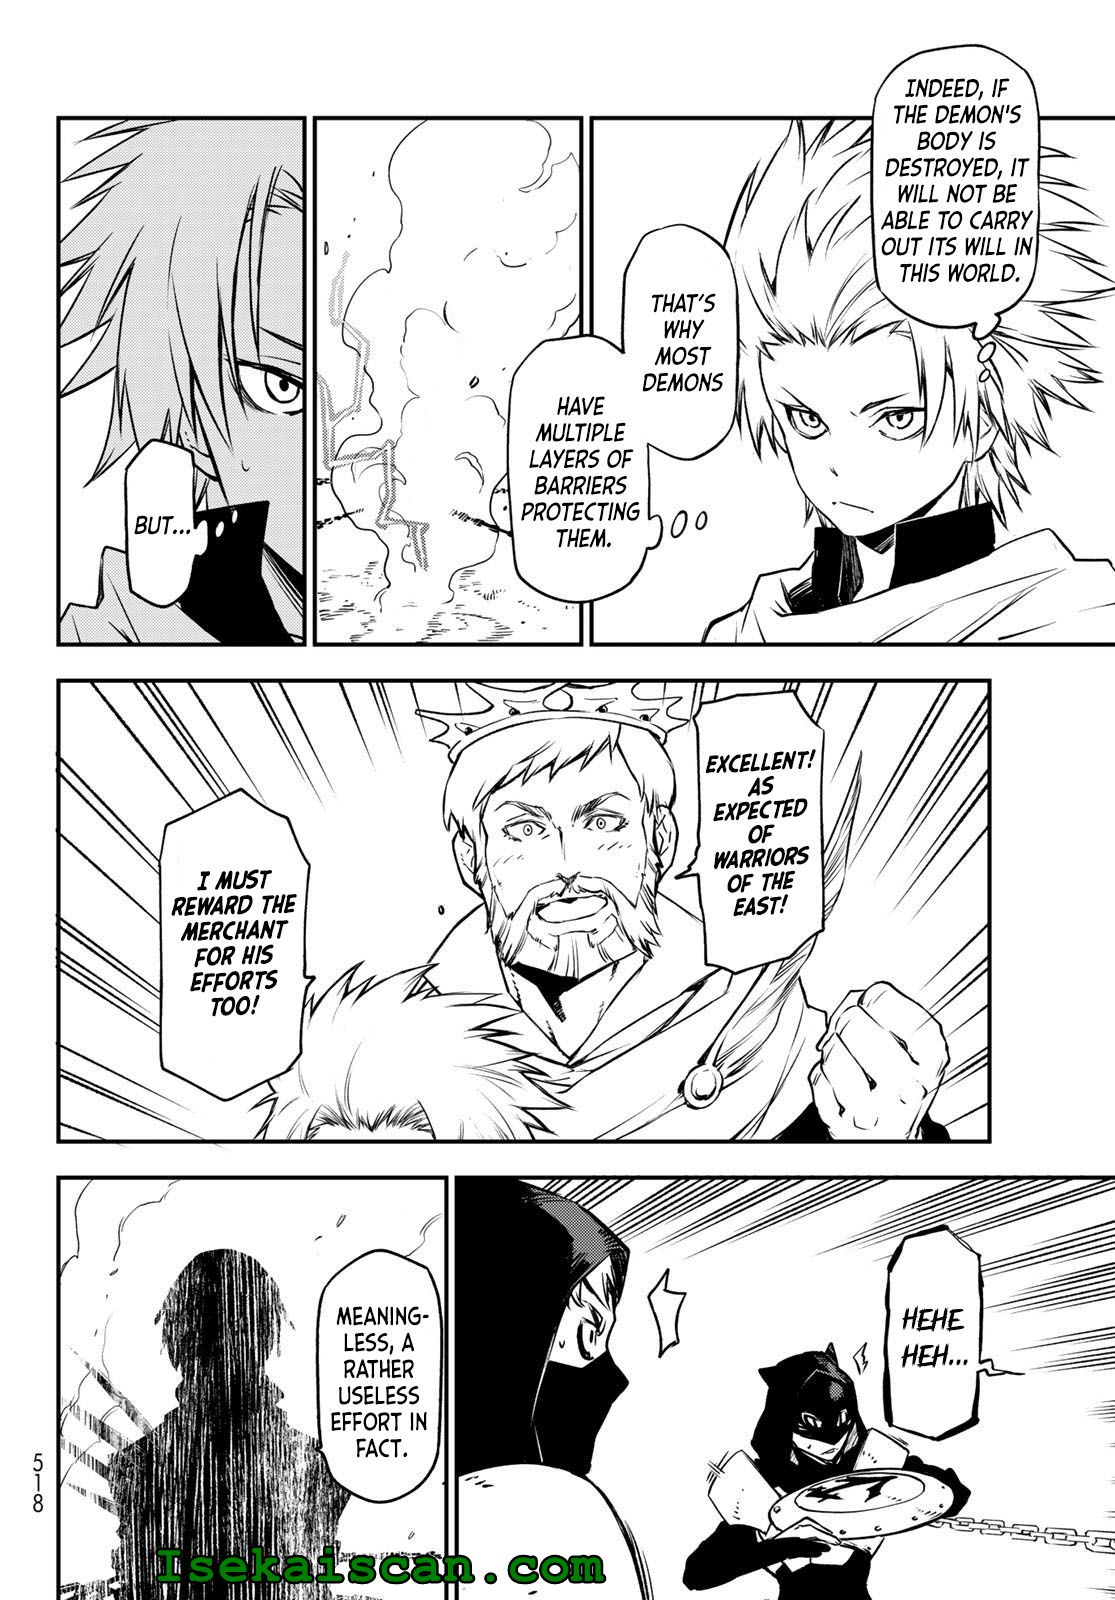 INDEED, IF
THE DEMON'S
BODY IS
DESTROYED, IT
WILL NOT BE
ABLE TO CARRY
OUT ITS WILL IN
THIS WORLD.
THAT'S
WHY
MOST
DEMONS
HAVE
MULTIPLE
LAYERS OF
BARRIERS
PROTECTING
THEM.
BUT...
EXCELLENT!
AS
EXPECTED
OF
WARRIORS
OF THE
EAST!
I MUST
REWARD THE
MERCHANT
FOR HIS
EFFORTS
TOO!
HEHE
HEH...
MEANING-
LESS, A
RATHER
USELESS
EFFORT IN
FACT.
518
Isekaiscan.com